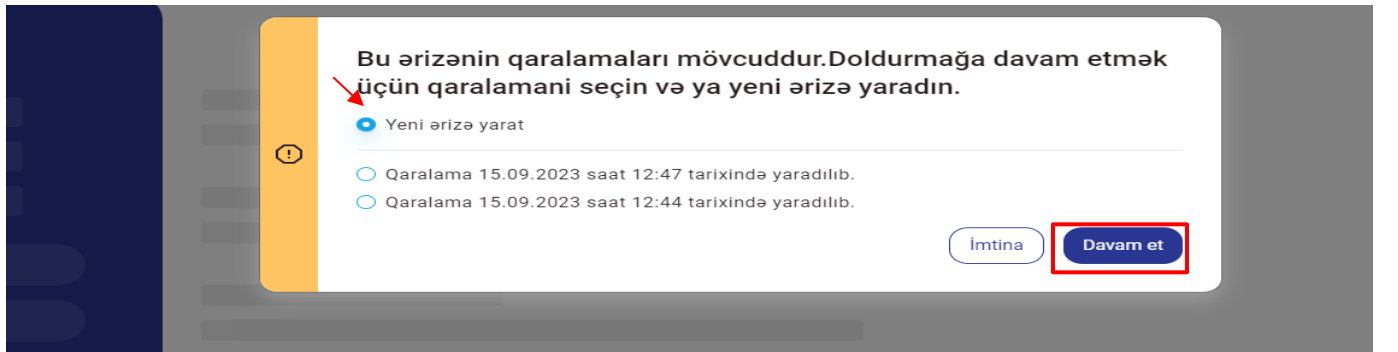 Bu ərizənin qaralamaları mövcuddur.Doldurmağa davam etmək
üçün qaralamani seçin və ya yeni ərizə yaradın.
Yeni ərizə yarat
Qaralama 15.09.2023 saat 12:47 tarixində yaradılıb.
Qaralama 15.09.2023 saat 12:44 tarixində yaradılıb.
İmtina
Davam et